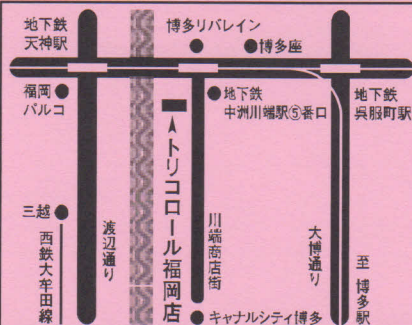 地下鉄
天神駅
博多リバレイン
博多座
福岡
パルコ
地下鉄
中洲川端駅⑤番口
地下鉄
呉服町駅
▲トリコロール福岡店
三越
西鉄大牟田線
渡辺通り
川端商店街
大博通り
至 博多駅
キャナルシティ博多